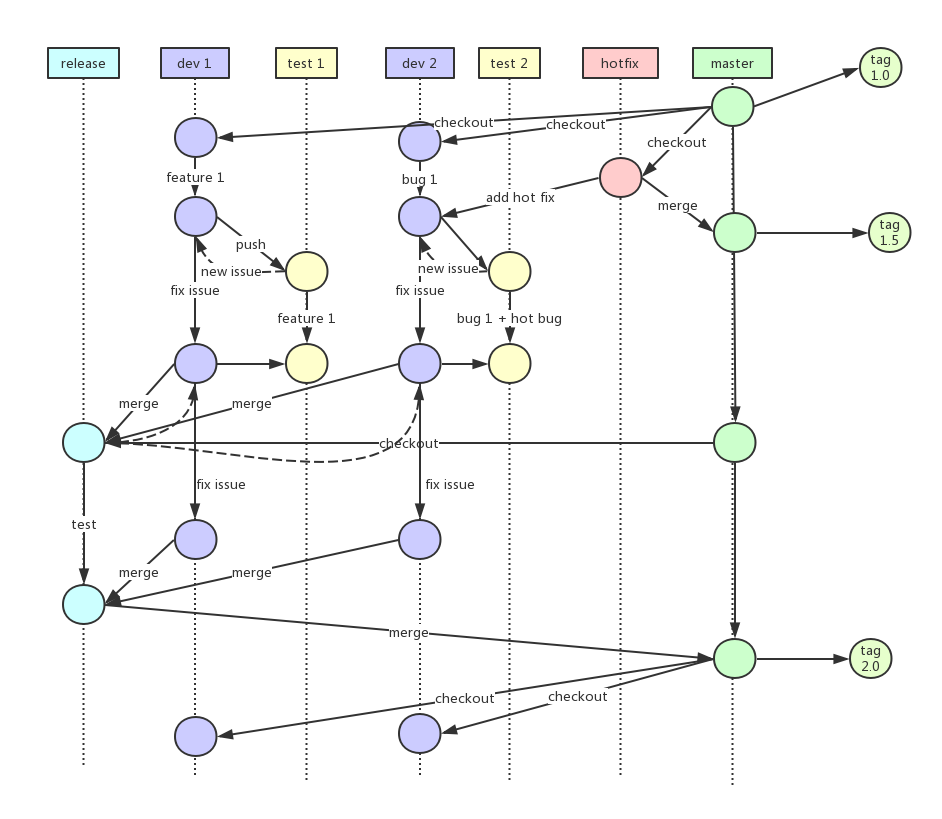 release
dev 1
test 1
dev 2
test 2
hotfix
master
tag
1.0
checkout
checkout
checkout
feature 1
bug 1
add hot fix
merge
tag
1.5
push
new issue
new issue
fix issue
fix issue
feature 1
bug 1 + hot bug
merge
merge
checkout
fix issue
fix issue
test
merge
merge
merge
tag
2.0
checkout
checkout